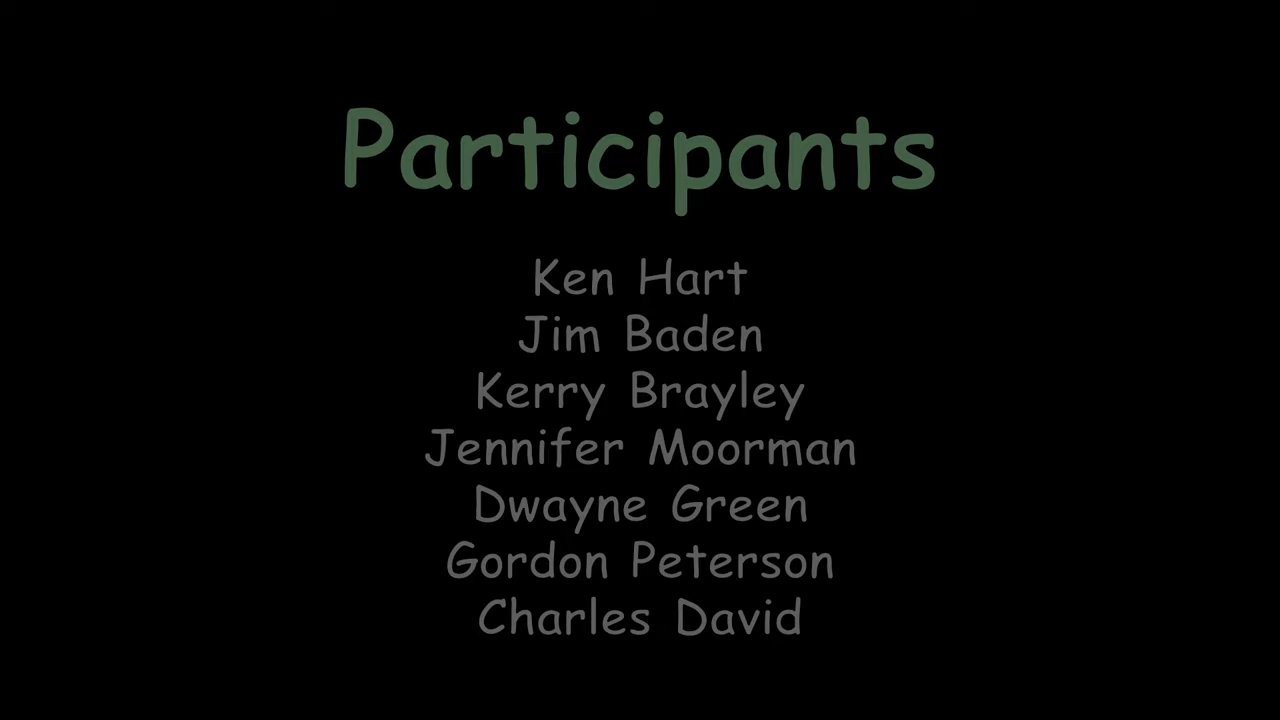 Participants
Ken Hart
Jim Baden
Kerry Brayley
Jennifer Moorman
Dwayne Green
Gordon Peterson
Charles David